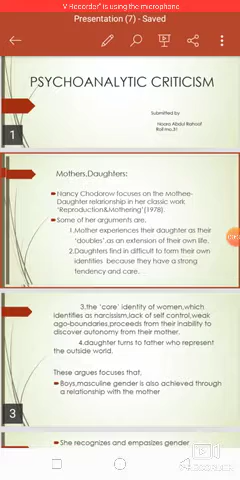 V Recorder" is using the microphone
Presentation (7) - Saved
PSYCHOANALYTIC CRITICISM
Submitted by
Noora Abdul Rahoof
Roll no.31
1
Mothers,Daughters:
Nancy Chodorow focuses on the Mothee-
Daughter relationship in her classic work
'Reproduction&Mothering'(1978).
Some of her arguments are.
1.Mother experiences their daughter as their
'doubles'.as an extension of their own life.
2.Daughters find in difficult to form their own
identities because they have a strong
tendency and care.
3,the 'core' identity of women,which
identifies as narcissism,lack of self control,weak
ago-boundaries,proceeds from their inability to
discover autonomy from their mother.
4.daughter turns to father who represent
the outside world.
These argues focuses that,
Boys,masculine gender is also achieved through
a relationship with the mother
3
She recognizes and empasizes gender
RECORDER